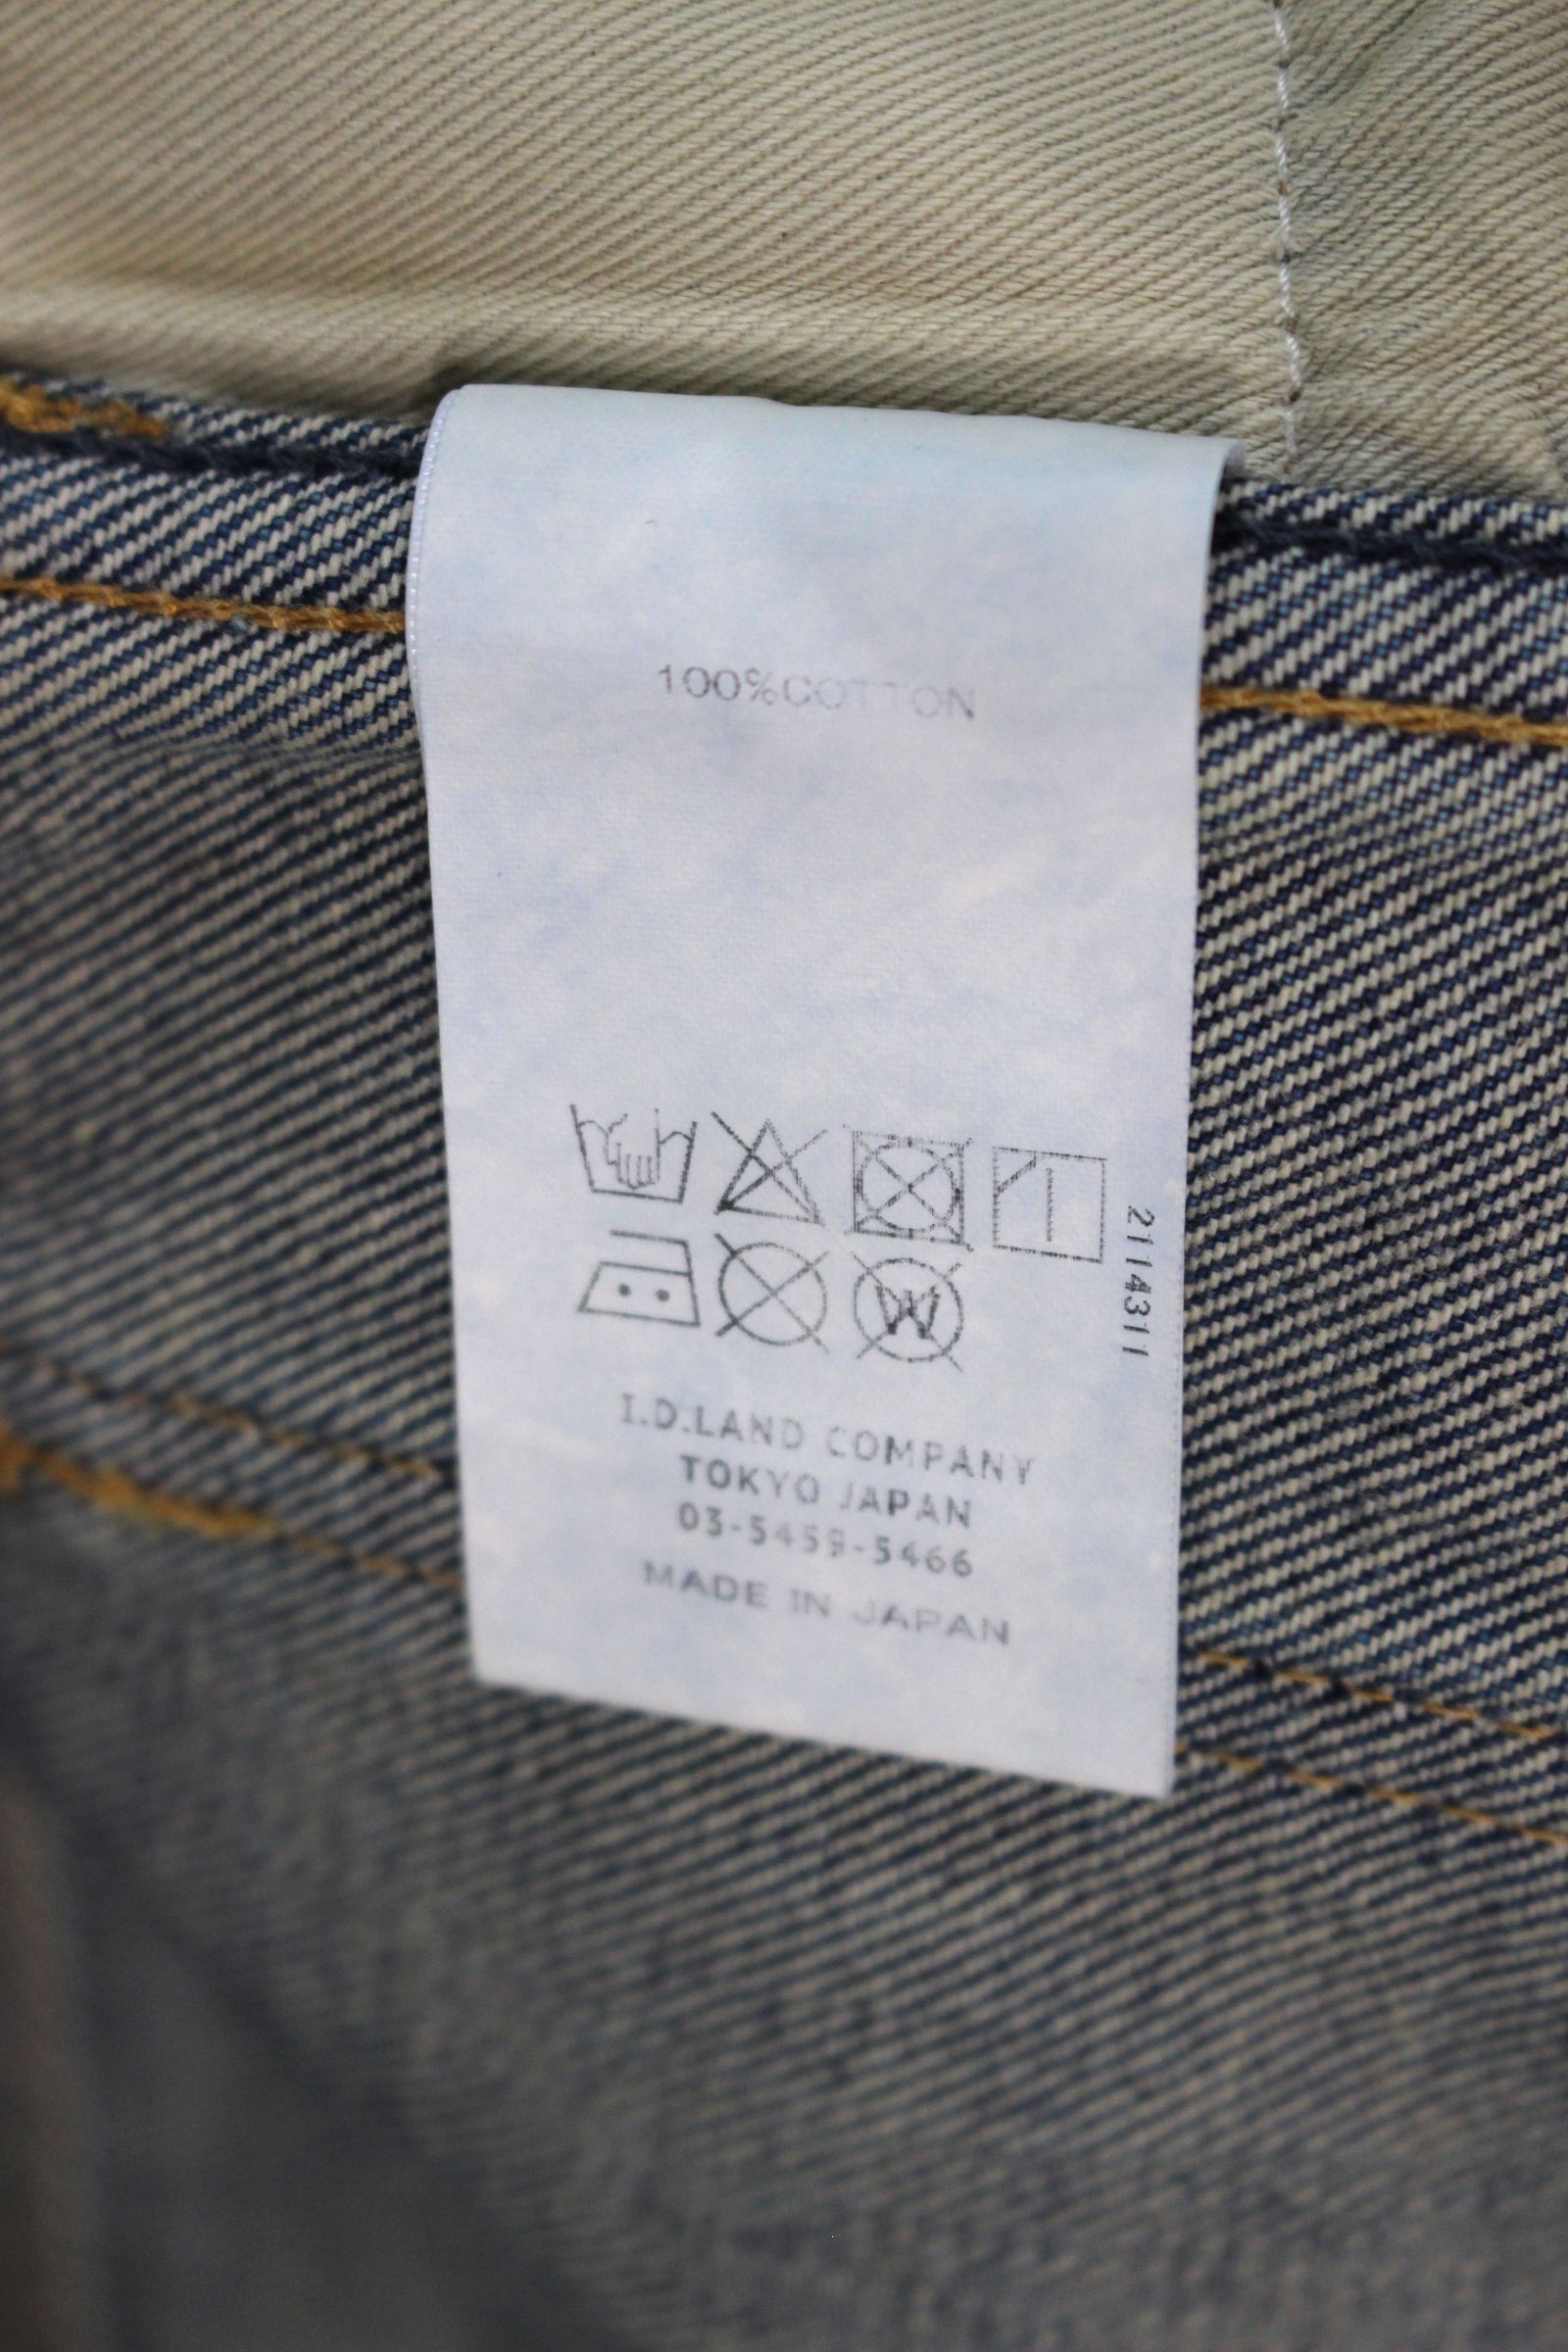 100%COTTON
2114311
W
I.D.LAND COMPANY
TOKYO JAPAN
03-5459-5466
MADE IN JAPAN